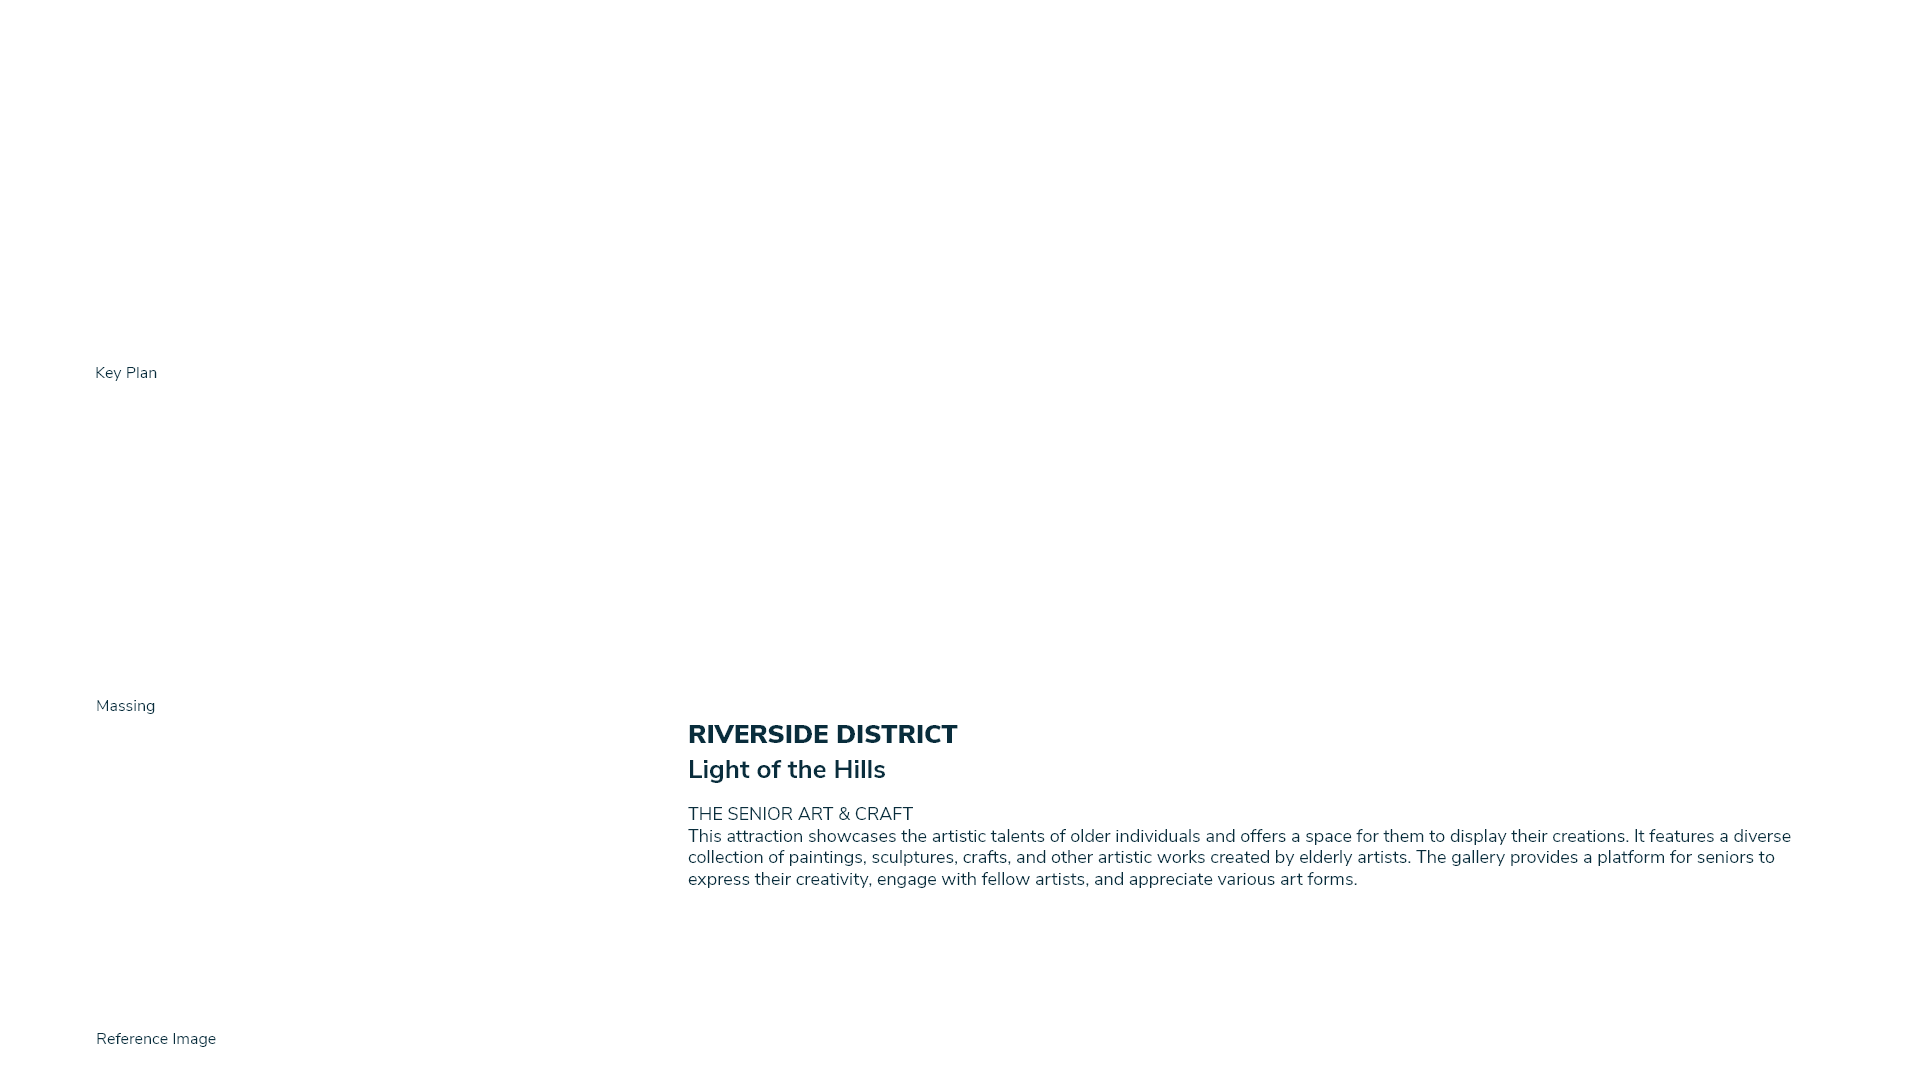 Key Plan
Massing
RIVERSIDE DISTRICT
Light of the Hills
THE SENIOR ART & CRAFT
This attraction showcases the artistic talents of older individuals and offers a space for them to display their creations. It features a diverse
collection of paintings, sculptures, crafts, and other artistic works created by elderly artists. The gallery provides a platform for seniors to
express their creativity, engage with fellow artists, and appreciate various art forms.
Reference Image